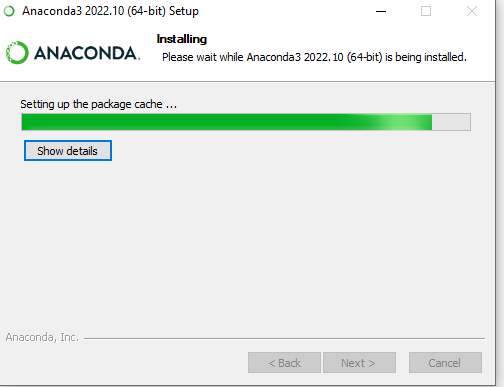 Anaconda3 2022.10 (64-bit) Setup
Installing
Please wait while Anaconda3 2022.10 (64-bit) is being installed.
ANACONDA.
Setting up the package cache ...
Show details
Anaconda, Inc.
< Back
Next >
Cancel